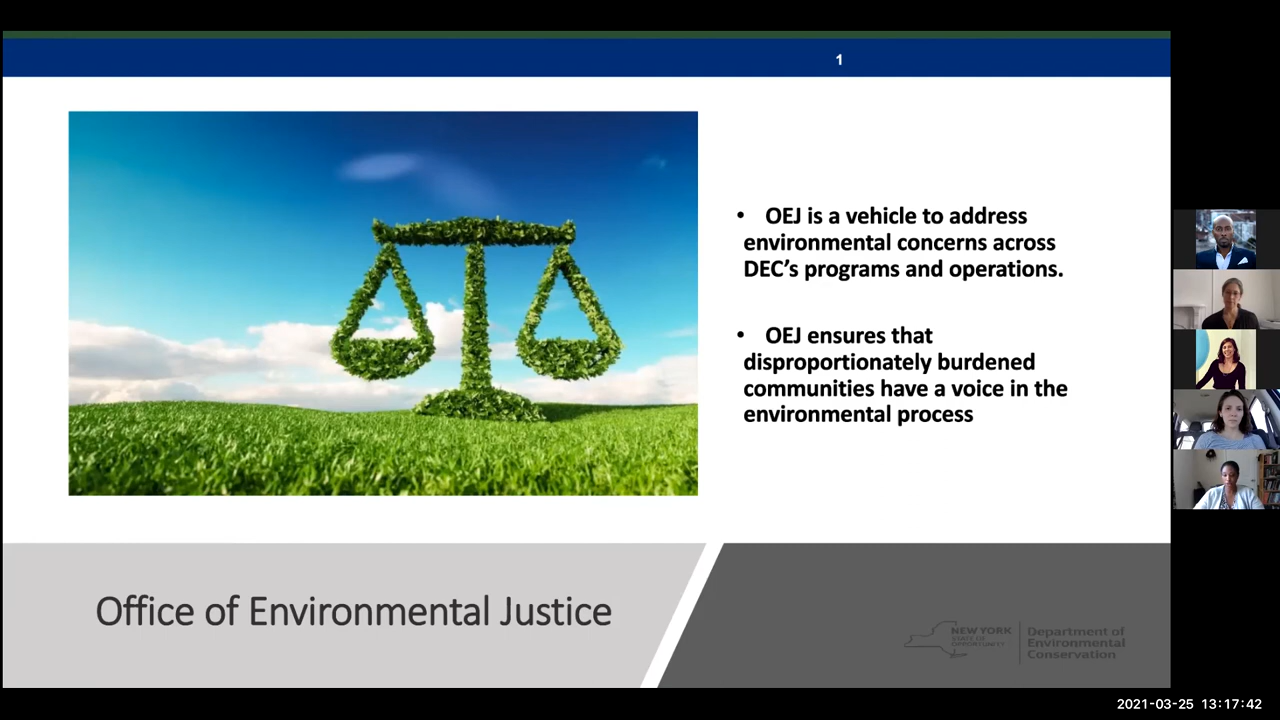 1
• OEJ is a vehicle to address
environmental concerns across
DEC’s programs and operations.
• OEJ ensures that
disproportionately burdened
communities have a voice in the
environmental process
Office of Environmental Justice
NEW YORK
STATE OF
OPPORTUNITY
Department of
Environmental
Conservation
2021-03-25 13:17:42